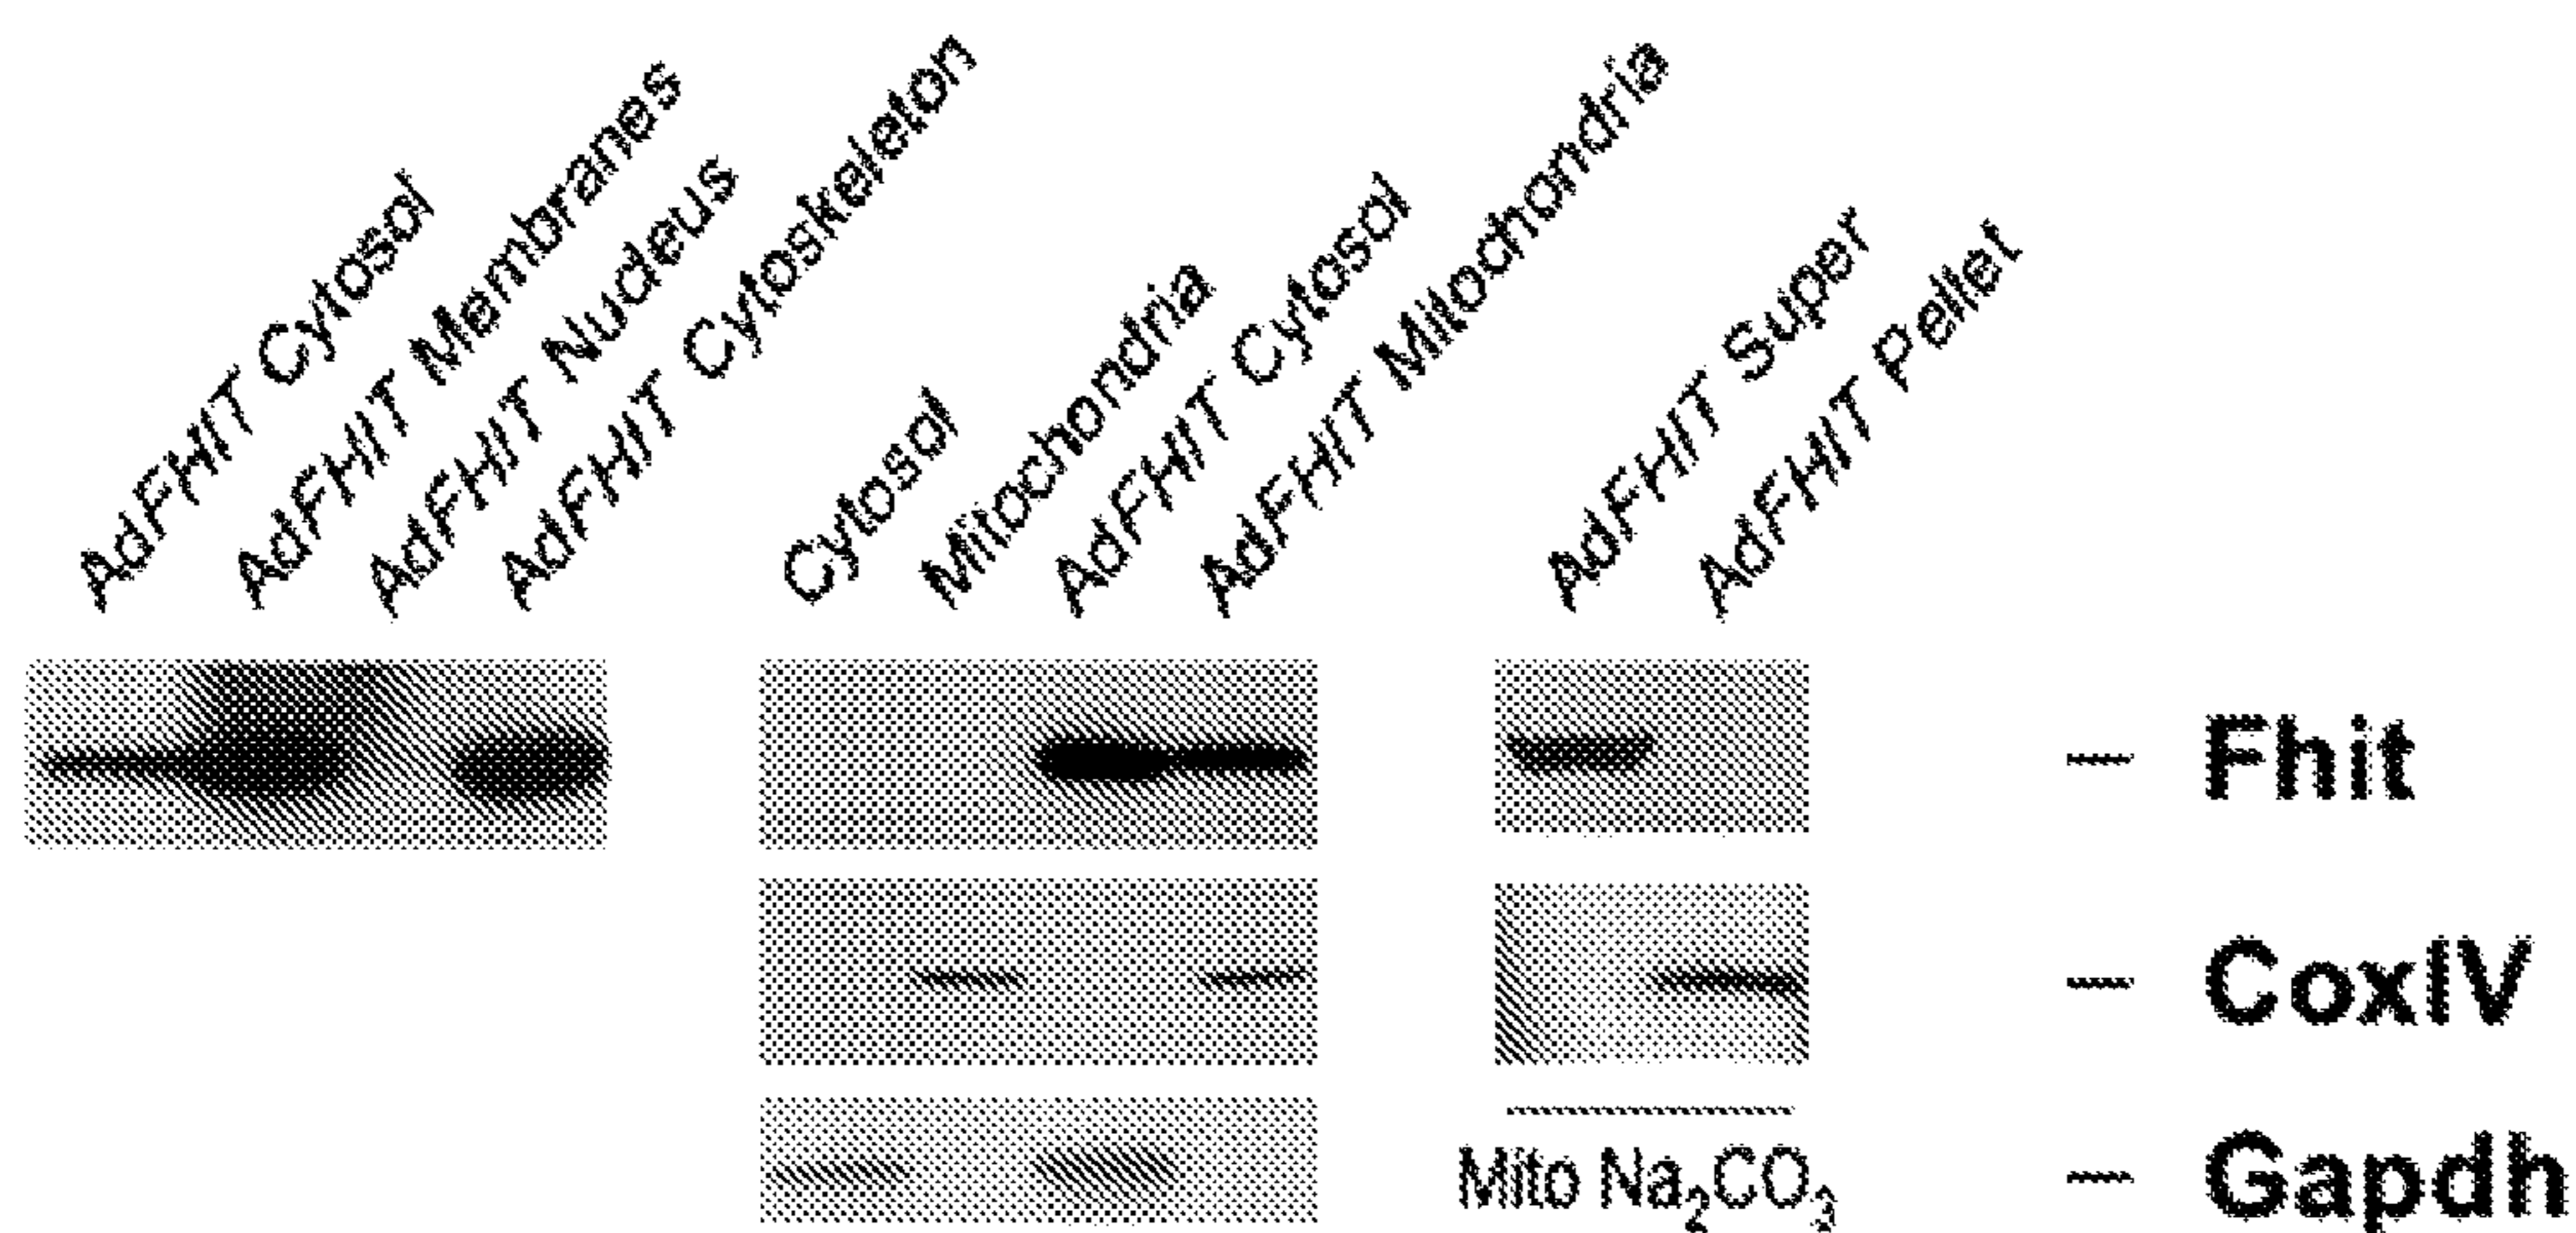 AdFHIT Cytosol
AdFHIT Membranes
AdFHIT Nucleus
AdFHIT Cytoskeleton
Cytosol
Mitochondria
AdFHIT Cytosol
AdFHIT Mitochondria
AdFHIT Super
AdFHIT Pellet
– Fhit
– CoxIV
– Gapdh
Mito Na₂CO₃